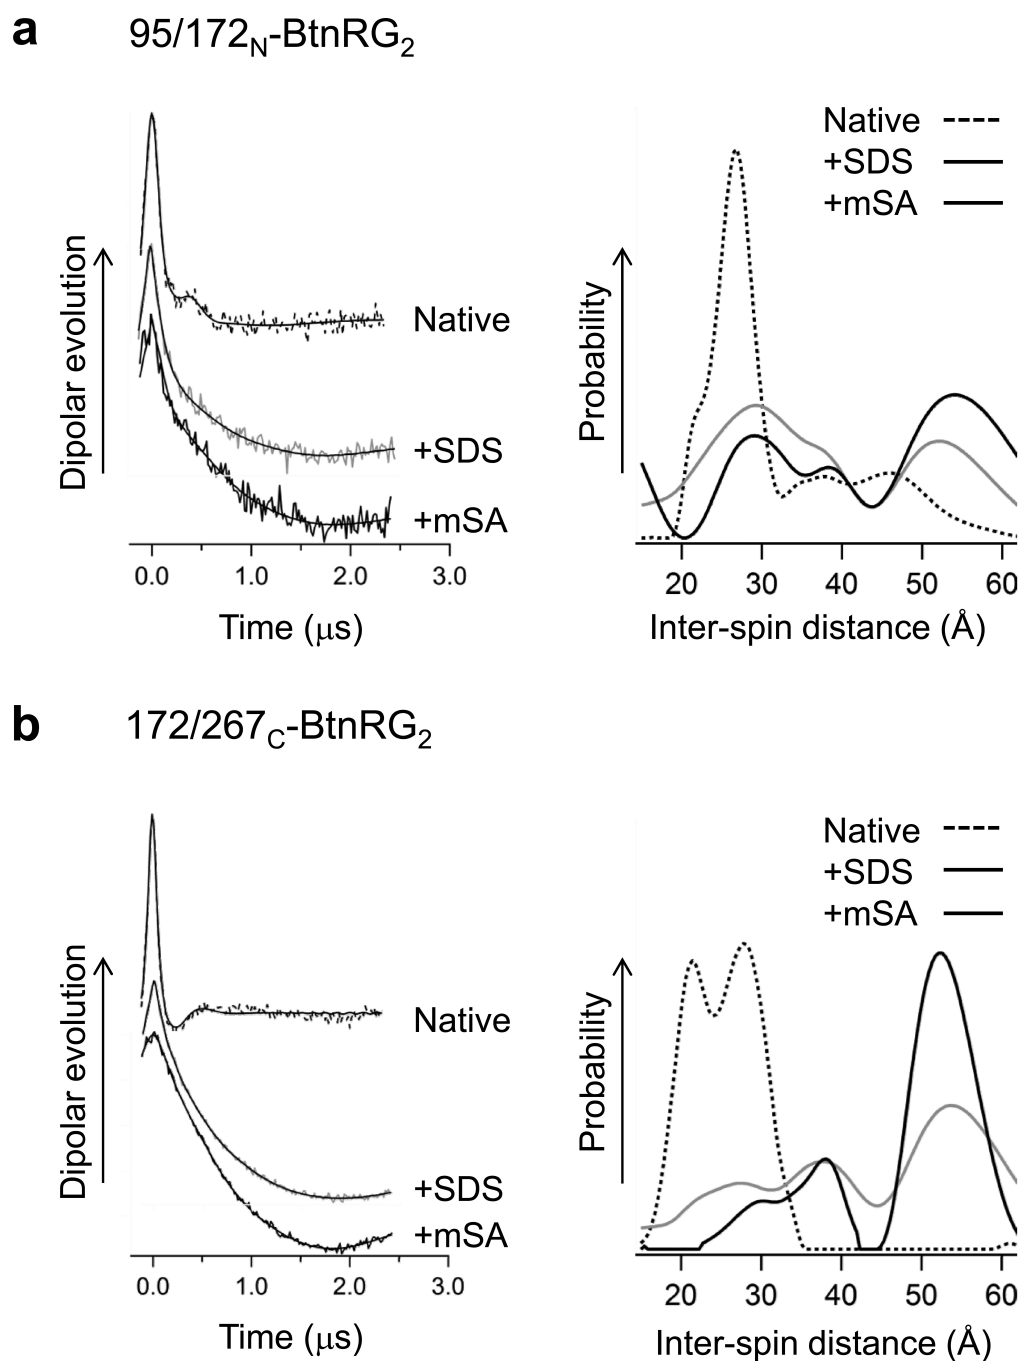 a 95/172N-BtnRG2
Dipolar evolution
Native
+SDS
+mSA
0.0 1.0 2.0 3.0
Time (μs)
Native
+SDS
+mSA
Probability
20 30 40 50 60
Inter-spin distance (Å)
b 172/267C-BtnRG2
Dipolar evolution
Native
+SDS
+mSA
0.0 1.0 2.0 3.0
Time (μs)
Native
+SDS
+mSA
Probability
20 30 40 50 60
Inter-spin distance (Å)